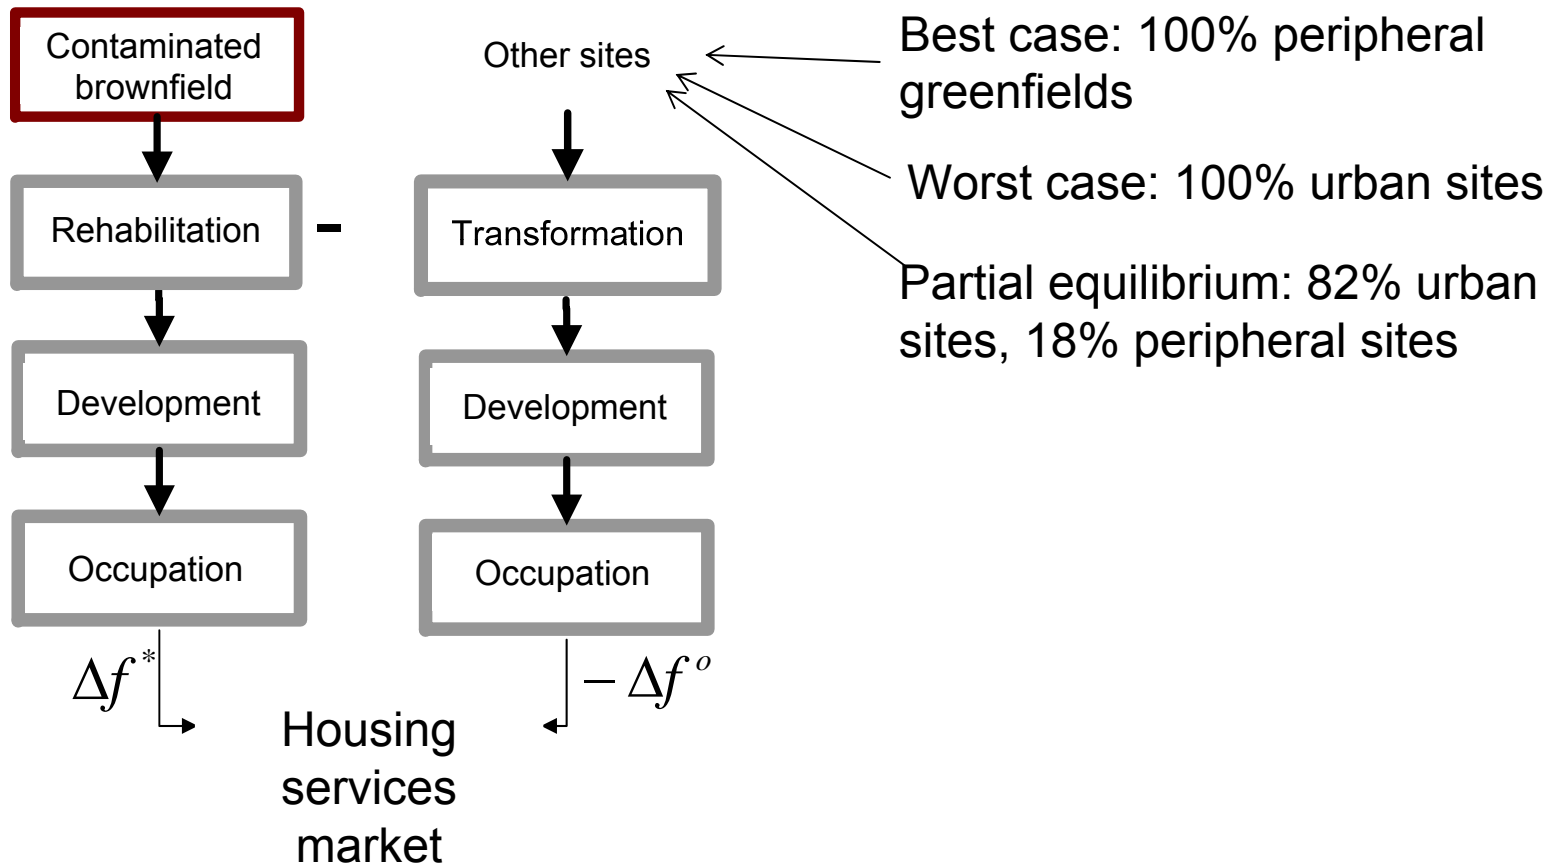 Contaminated
brownfield
Rehabilitation
Development
Occupation
Δf*
-
Other sites
Transformation
Development
Occupation
− Δf°
Housing
services
market
Best case: 100% peripheral
greenfields
Worst case: 100% urban sites
Partial equilibrium: 82% urban
sites, 18% peripheral sites